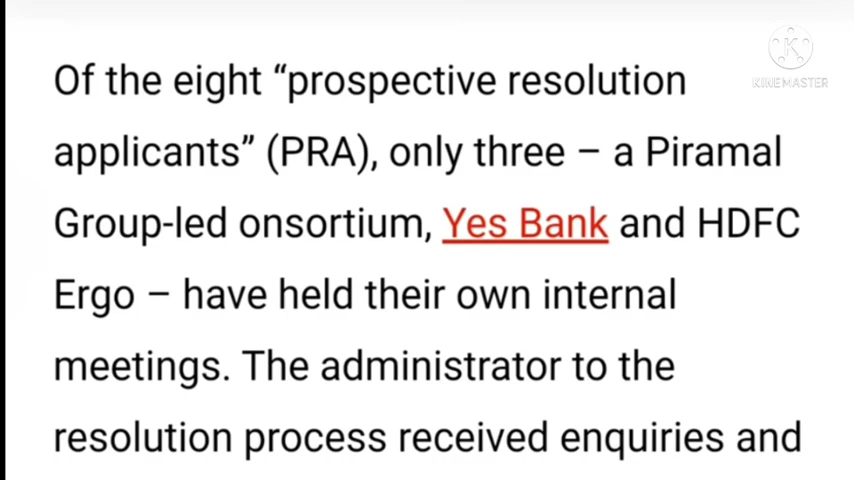 Of the eight “prospective resolution
applicants” (PRA), only three – a Piramal
Group-led onsortium, Yes Bank and HDFC
Ergo – have held their own internal
meetings. The administrator to the
resolution process received enquiries and
KINEMASTER